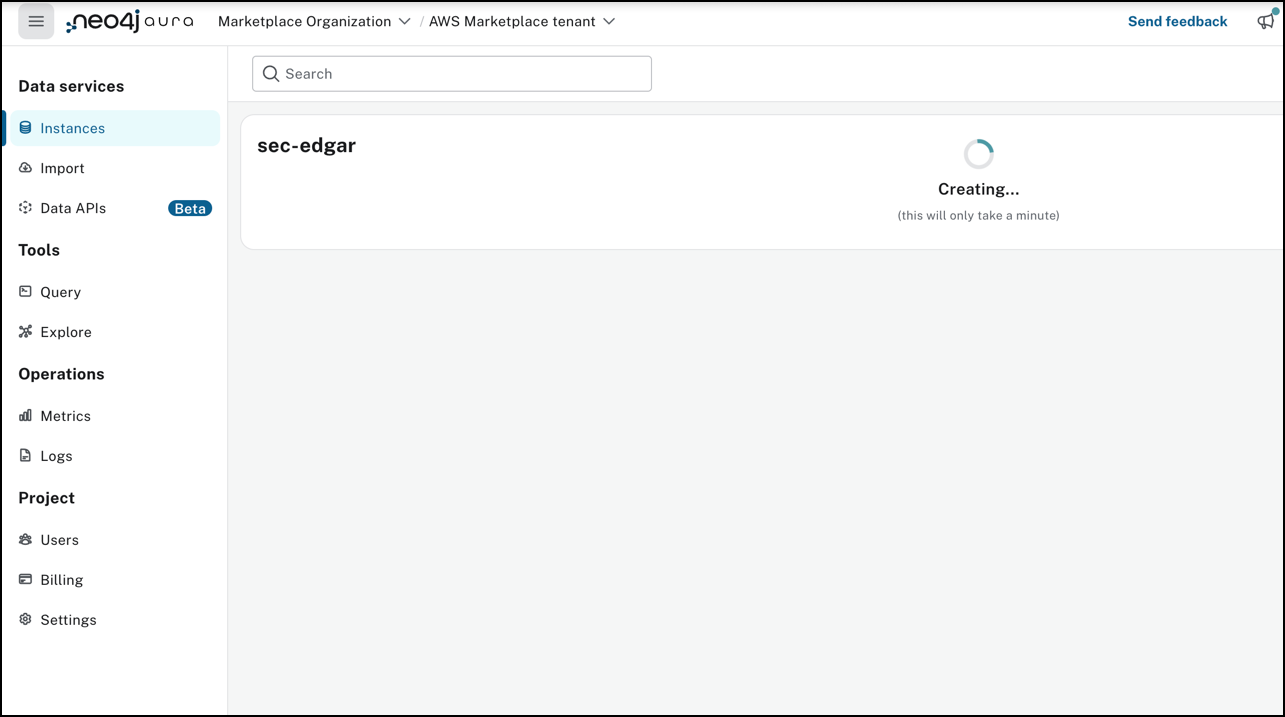 neo4j aura
Marketplace Organization / AWS Marketplace tenant
Send feedback
Data services
Instances
Import
Data APIs Beta
Tools
Query
Explore
Operations
Metrics
Logs
Project
Users
Billing
Settings
Search
sec-edgar
Creating...
(this will only take a minute)